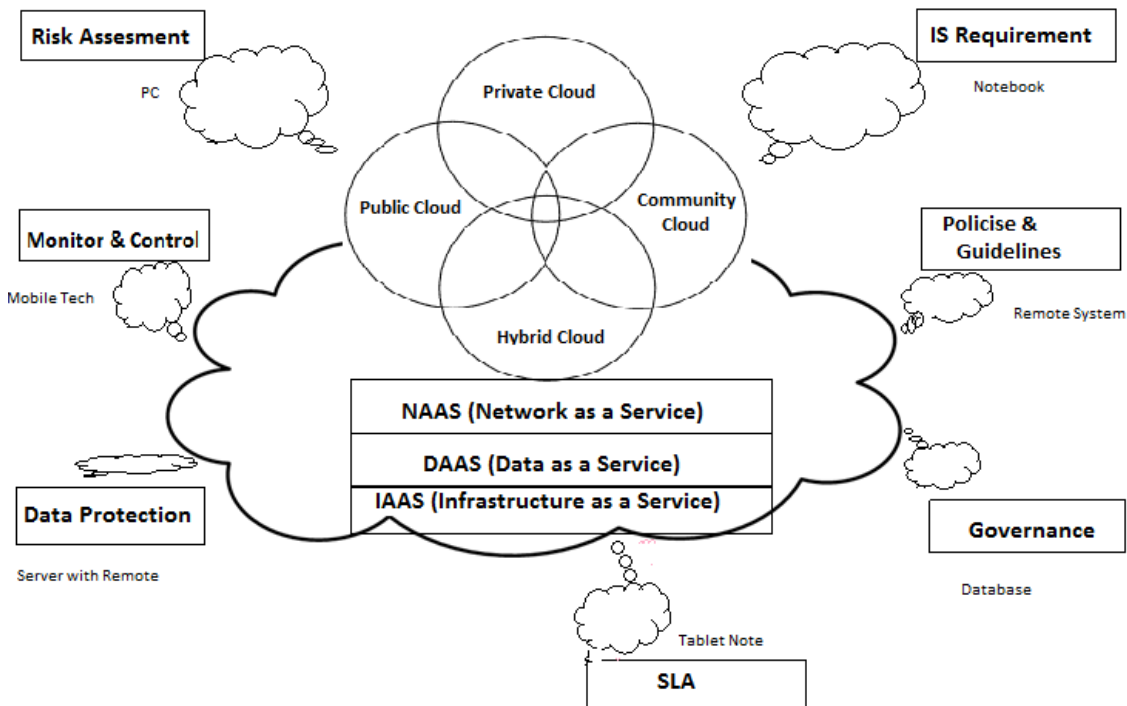 Risk Assesment
IS Requirement
PC
Private Cloud
Notebook
Public Cloud
Community
Cloud
Monitor & Control
Policise &
Guidelines
Mobile Tech
Remote System
Hybrid Cloud
NAAS (Network as a Service)
DAAS (Data as a Service)
IAAS (Infrastructure as a Service)
Data Protection
Governance
Server with Remote
Database
Tablet Note
SLA